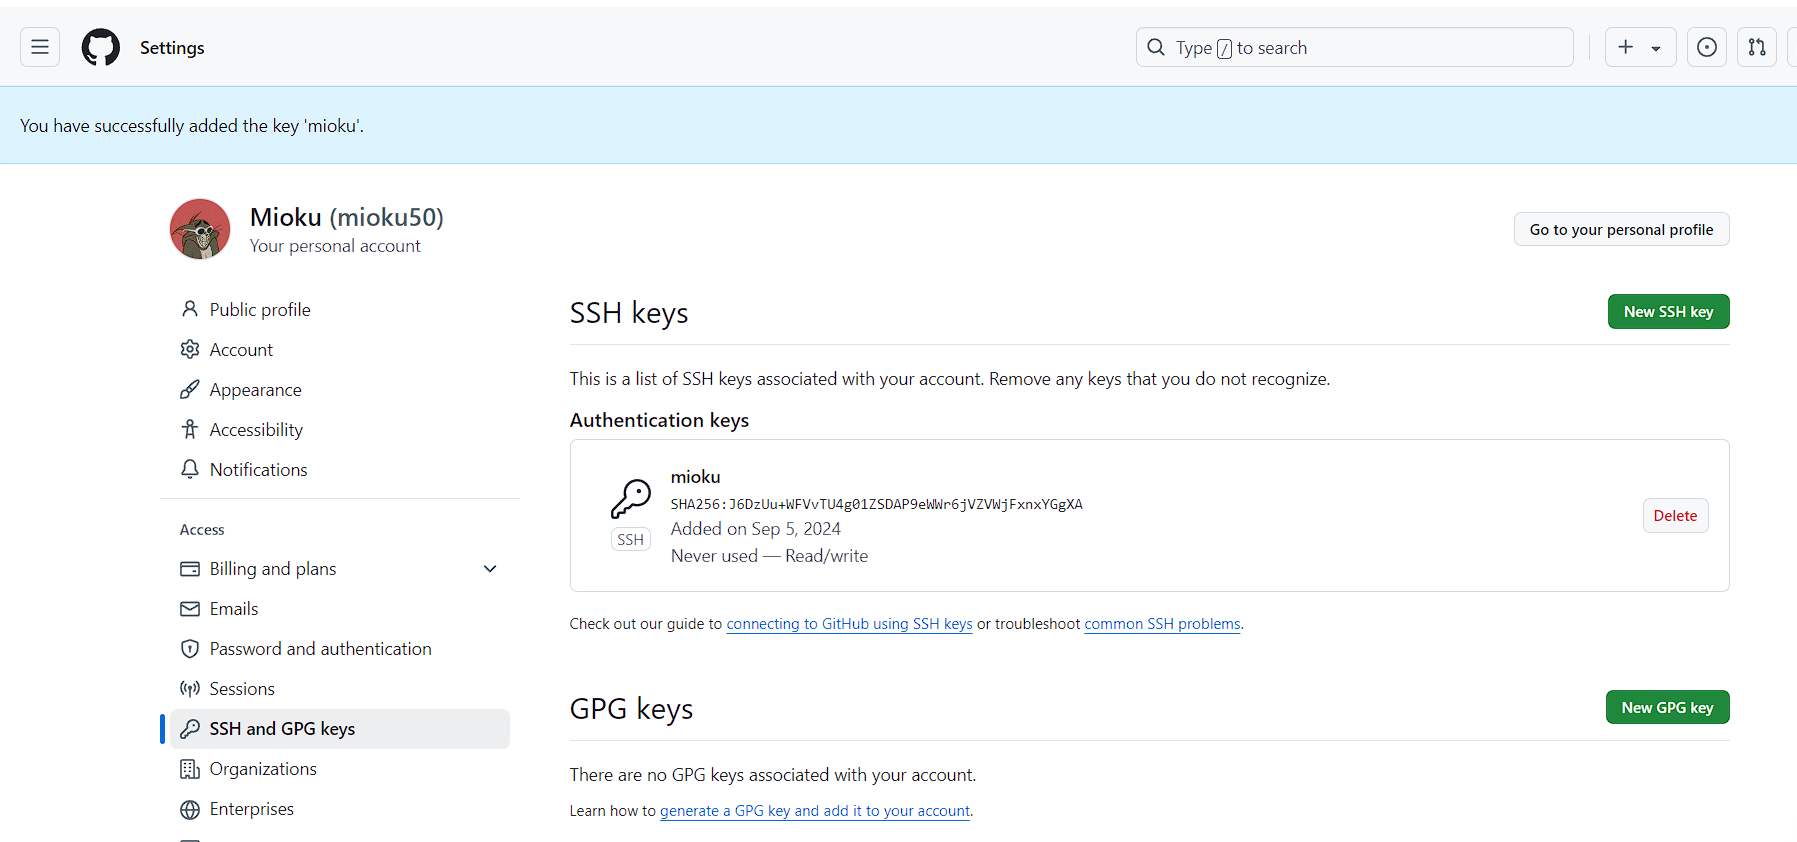 Settings
Type / to search
You have successfully added the key 'mioku'.
Mioku (mioku50)
Your personal account
Go to your personal profile
Public profile
Account
Appearance
Accessibility
Notifications
Access
Billing and plans
Emails
Password and authentication
Sessions
SSH and GPG keys
Organizations
Enterprises
SSH keys
New SSH key
This is a list of SSH keys associated with your account. Remove any keys that you do not recognize.
Authentication keys
mioku
SHA256:J6DzUu+WFVvTU4g01ZSDAP9eWWr6jVZVWjFxnxYGgXA
SSH
Added on Sep 5, 2024
Never used — Read/write
Delete
Check out our guide to connecting to GitHub using SSH keys or troubleshoot common SSH problems.
GPG keys
New GPG key
There are no GPG keys associated with your account.
Learn how to generate a GPG key and add it to your account.